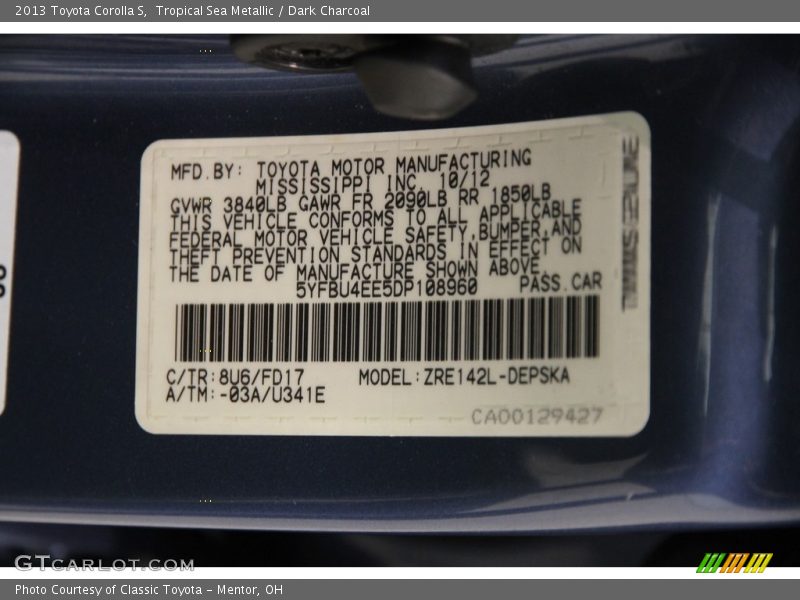 2013 Toyota Corolla S, Tropical Sea Metallic / Dark Charcoal
MFD.BY: TOYOTA MOTOR MANUFACTURING
MISSISSIPPI INC. 10/12
GVWR 3840LB GAWR FR 2090LB RR 1850LB
THIS VEHICLE CONFORMS TO ALL APPLICABLE
FEDERAL MOTOR VEHICLE SAFETY,BUMPER,AND
THEFT PREVENTION STANDARDS IN EFFECT ON
THE DATE OF MANUFACTURE SHOWN ABOVE.
5YFBU4EE5DP108960 PASS.CAR
C/TR:8U6/FD17 MODEL:ZRE142L-DEPSKA
A/TM:-03A/U341E
CA00129427
GTCARLOT.COM
Photo Courtesy of Classic Toyota - Mentor, OH